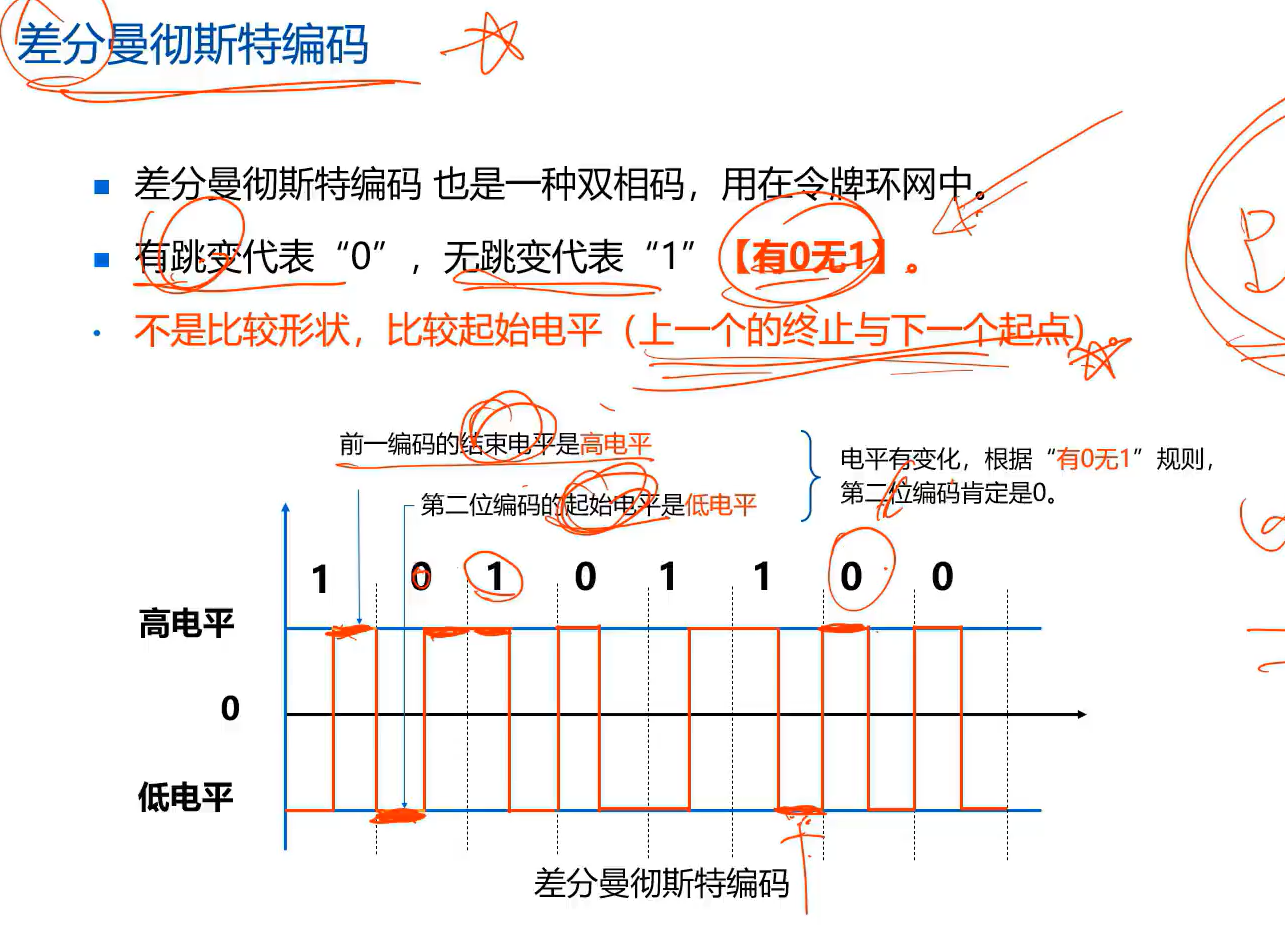 差分曼彻斯特编码
差分曼彻斯特编码 也是一种双相码，用在令牌环网中。
有跳变代表“0”，无跳变代表“1”【有0无1】。
不是比较形状，比较起始电平（上一个的终止与下一个起点）。
前一编码的结束电平是高电平
第二位编码的起始电平是低电平
电平有变化，根据“有0无1”规则，
第二位编码肯定是0。
1 0 1 0 1 1 0 0
高电平
0
低电平
差分曼彻斯特编码